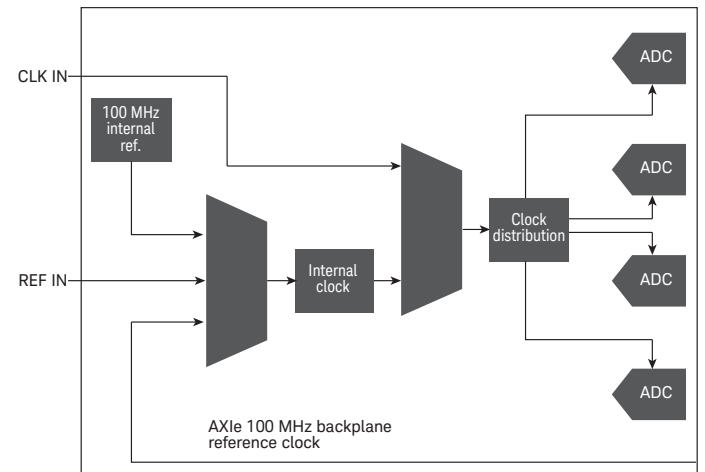 ADC
CLK IN
100 MHz
internal
ref.
ADC
Clock
distribution
Internal
clock
REF IN
ADC
ADC
AXIe 100 MHz backplane
reference clock